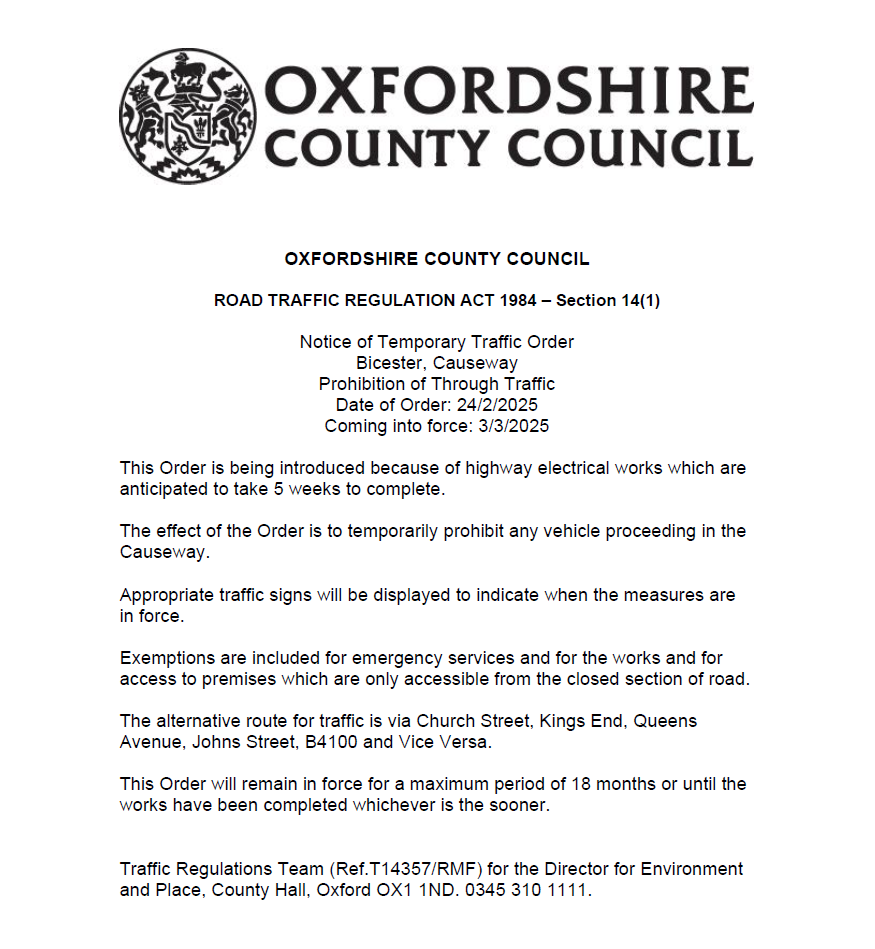 OXFORDSHIRE
COUNTY COUNCIL
OXFORDSHIRE COUNTY COUNCIL
ROAD TRAFFIC REGULATION ACT 1984 – Section 14(1)
Notice of Temporary Traffic Order
Bicester, Causeway
Prohibition of Through Traffic
Date of Order: 24/2/2025
Coming into force: 3/3/2025
This Order is being introduced because of highway electrical works which are
anticipated to take 5 weeks to complete.
The effect of the Order is to temporarily prohibit any vehicle proceeding in the
Causeway.
Appropriate traffic signs will be displayed to indicate when the measures are
in force.
Exemptions are included for emergency services and for the works and for
access to premises which are only accessible from the closed section of road.
The alternative route for traffic is via Church Street, Kings End, Queens
Avenue, Johns Street, B4100 and Vice Versa.
This Order will remain in force for a maximum period of 18 months or until the
works have been completed whichever is the sooner.
Traffic Regulations Team (Ref.T14357/RMF) for the Director for Environment
and Place, County Hall, Oxford OX1 1ND. 0345 310 1111.